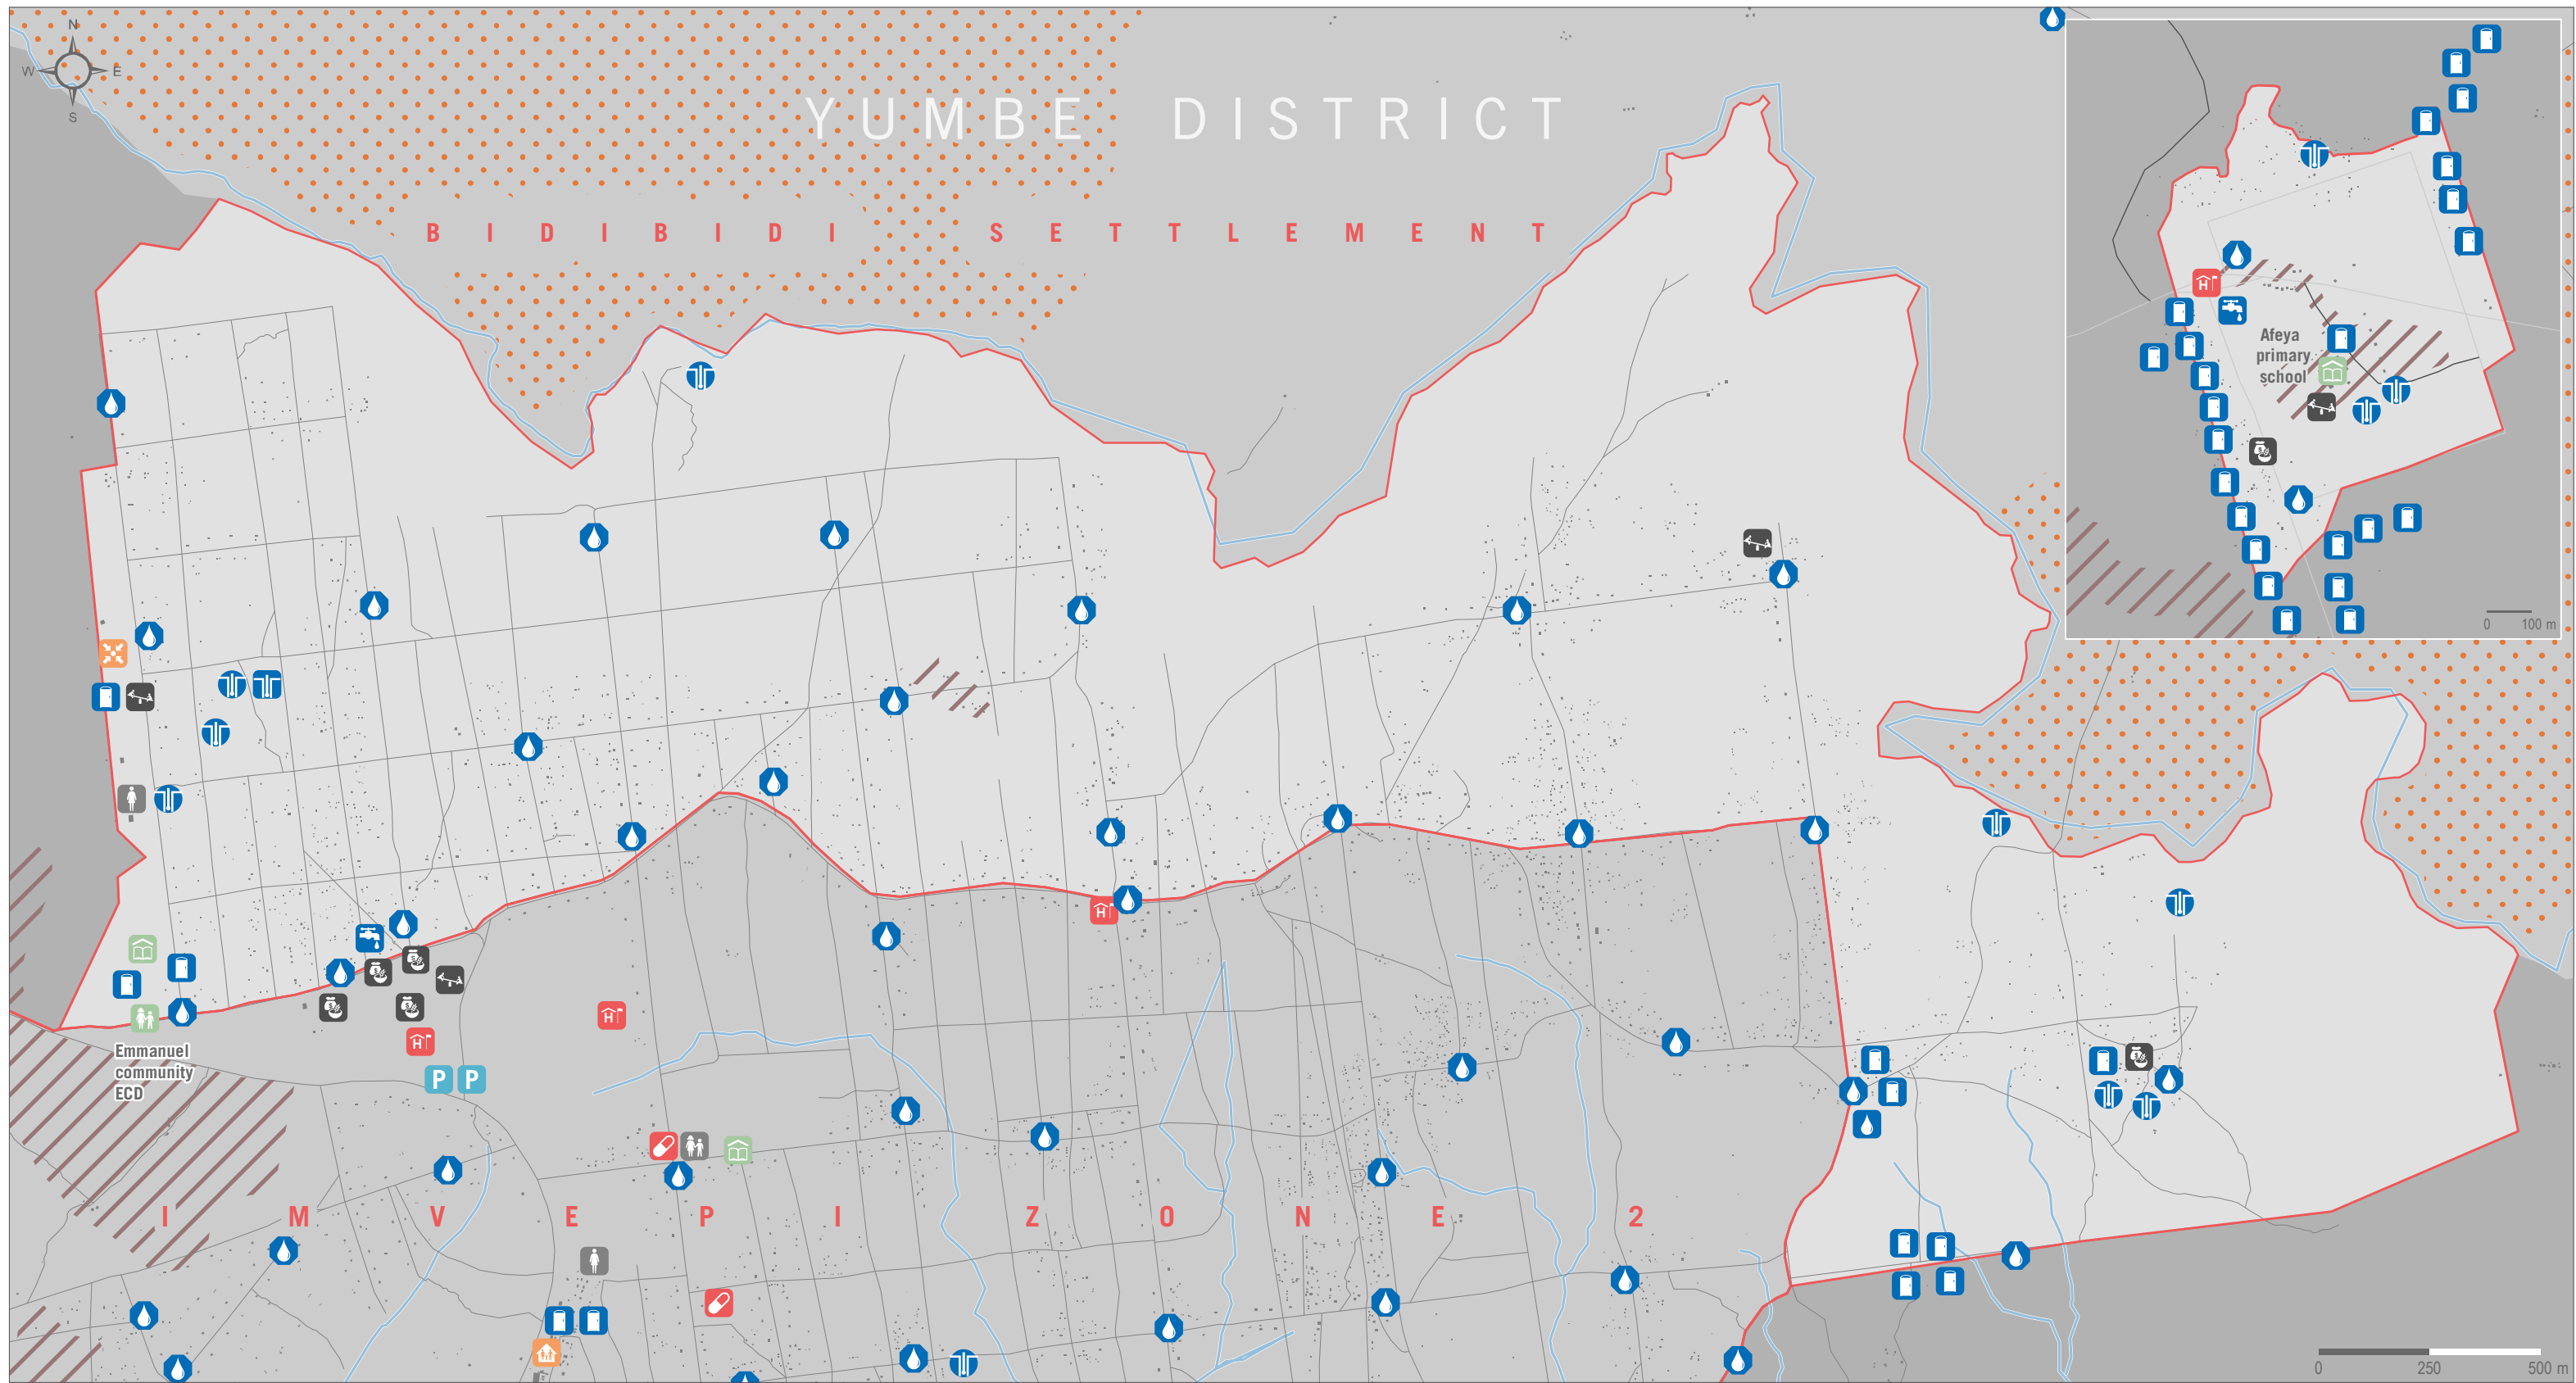 N
W E
S
YUMBE DISTRICT
BIDIBIDI SETTLEMENT
Afeya
primary
school
0 100 m
Emmanuel
community
ECD
P P
IMVEPI ZONE 2
0 250 500 m